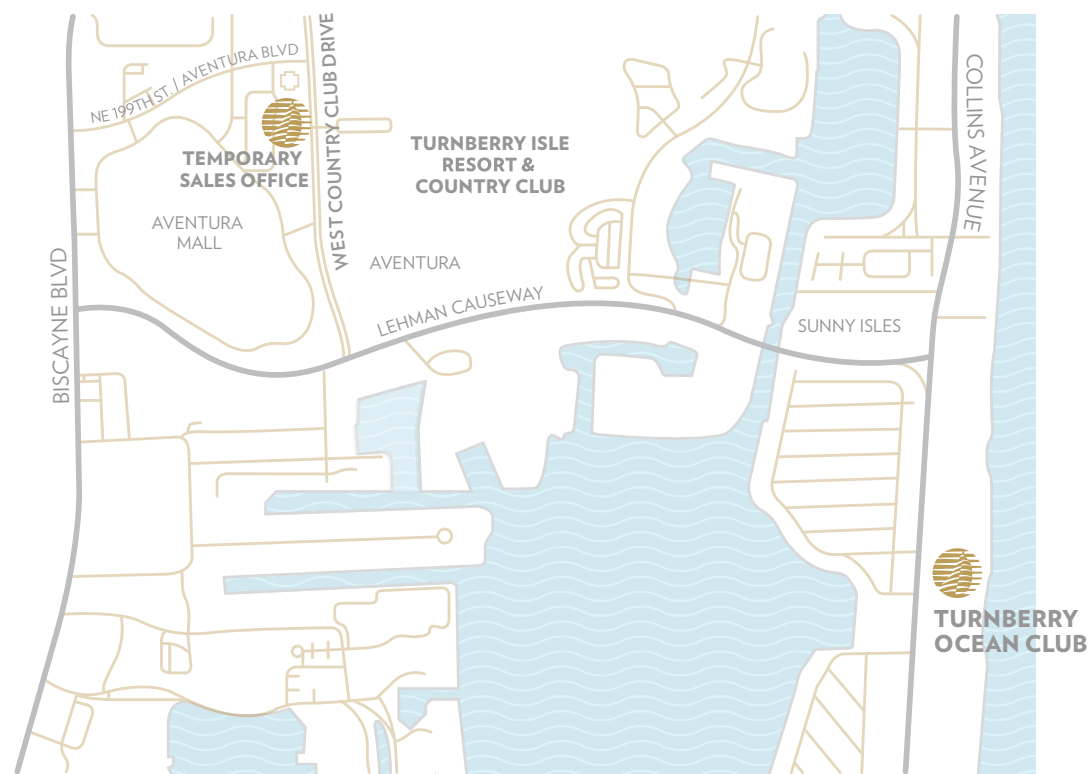 NE 199TH ST. | AVENTURA BLVD
WEST COUNTRY CLUB DRIVE
COLLINS AVENUE
TURNBERRY ISLE
RESORT &
COUNTRY CLUB
TEMPORARY
SALES OFFICE
AVENTURA
MALL
AVENTURA
BISCAYNE BLVD
LEHMAN CAUSEWAY
SUNNY ISLES
TURNBERRY
OCEAN CLUB